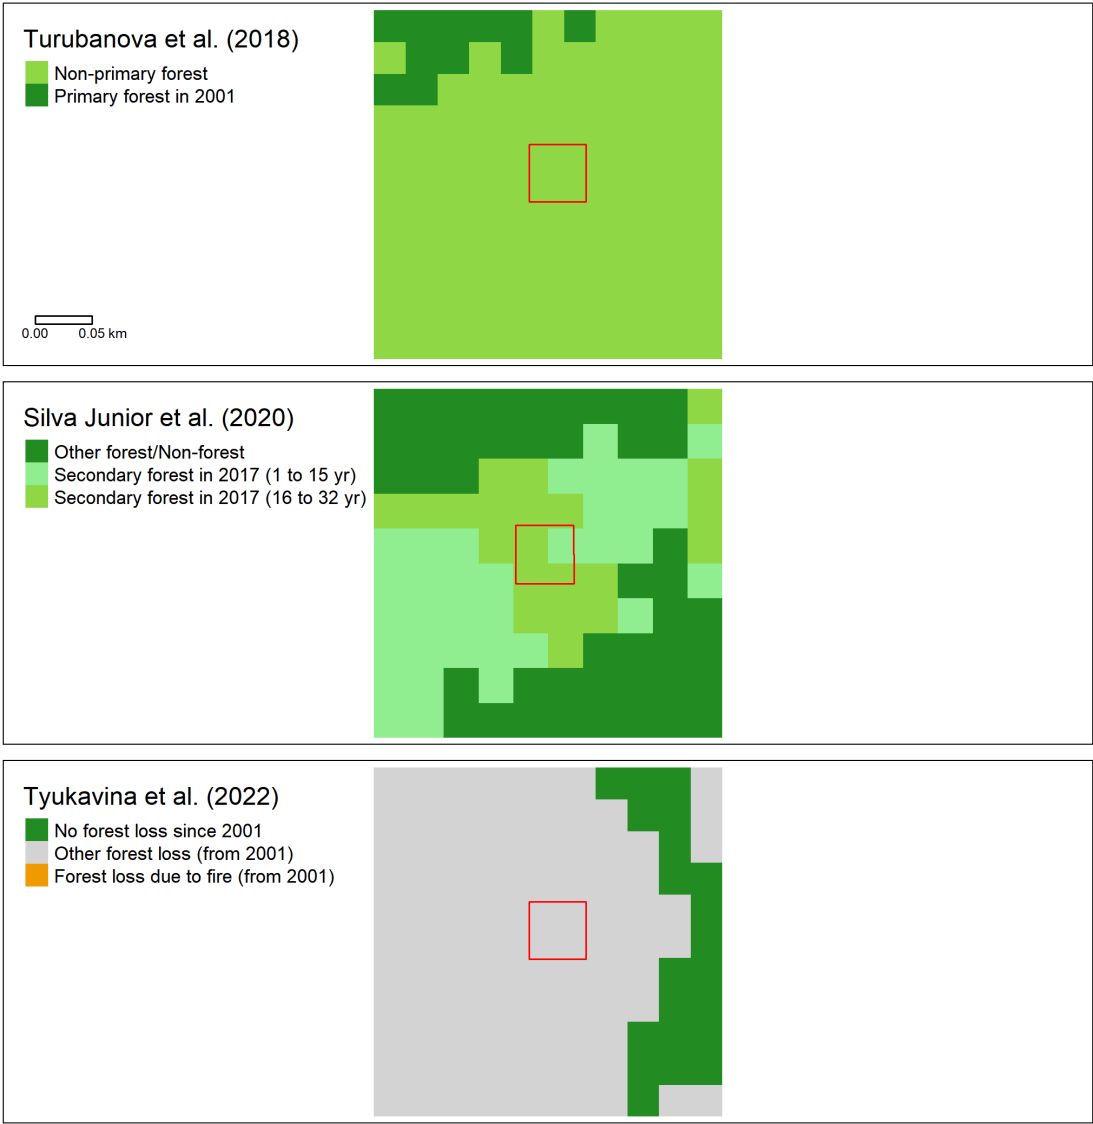 Turubanova et al. (2018)
Non-primary forest
Primary forest in 2001
0.00 0.05 km
Silva Junior et al. (2020)
Other forest/Non-forest
Secondary forest in 2017 (1 to 15 yr)
Secondary forest in 2017 (16 to 32 yr)
Tyukavina et al. (2022)
No forest loss since 2001
Other forest loss (from 2001)
Forest loss due to fire (from 2001)